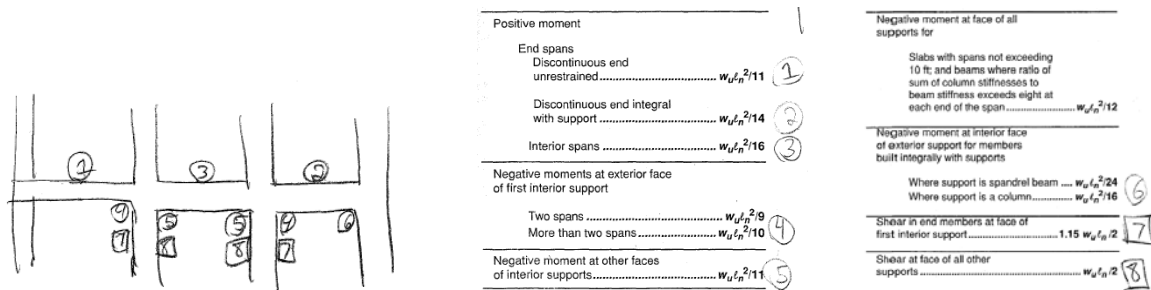 1
3
2
9
5
5
4
6
7
8
8
7
Positive moment
End spans
Discontinuous end
unrestrained ................................... wᵤℓₙ²/11 1
Discontinuous end integral
with support ................................... wᵤℓₙ²/14 2
Interior spans ................................... wᵤℓₙ²/16 3
Negative moments at exterior face
of first interior support
Two spans ................................... wᵤℓₙ²/9
More than two spans ................................... wᵤℓₙ²/10 4
Negative moment at other faces
of interior supports ................................... wᵤℓₙ²/11 5
Negative moment at face of all
supports for
Slabs with spans not exceeding
10 ft; and beams where ratio of
sum of column stiffnesses to
beam stiffness exceeds eight at
each end of the span ................... wᵤℓₙ²/12
Negative moment at interior face
of exterior support for members
built integrally with supports
Where support is spandrel beam .... wᵤℓₙ²/24
Where support is a column ................ wᵤℓₙ²/16 6
Shear in end members at face of
first interior support ......................... 1.15 wᵤℓₙ/2 7
Shear at face of all other
supports ................................... wᵤℓₙ/2 8